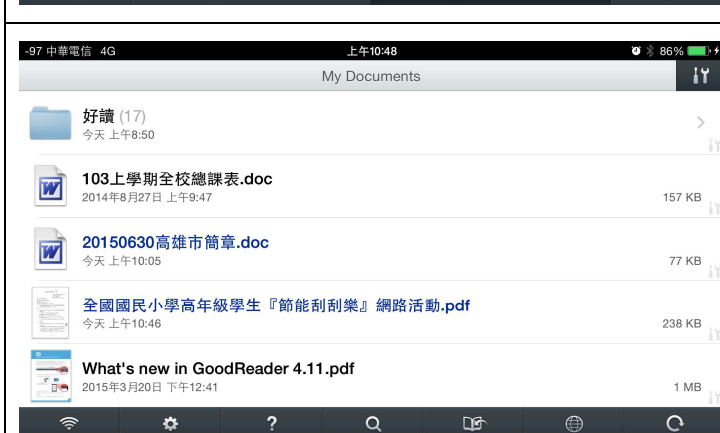 -97 中華電信 4G 上午10:48 86%
My Documents
好讀 (17)
今天 上午8:50
103上學期全校總課表.doc
2014年8月27日 上午9:47 157 KB
20150630高雄市簡章.doc
今天 上午10:05 77 KB
全國國民小學高年級學生『節能刮刮樂』網路活動.pdf
今天 上午10:46 238 KB
What's new in GoodReader 4.11.pdf
2015年3月20日 下午12:41 1 MB